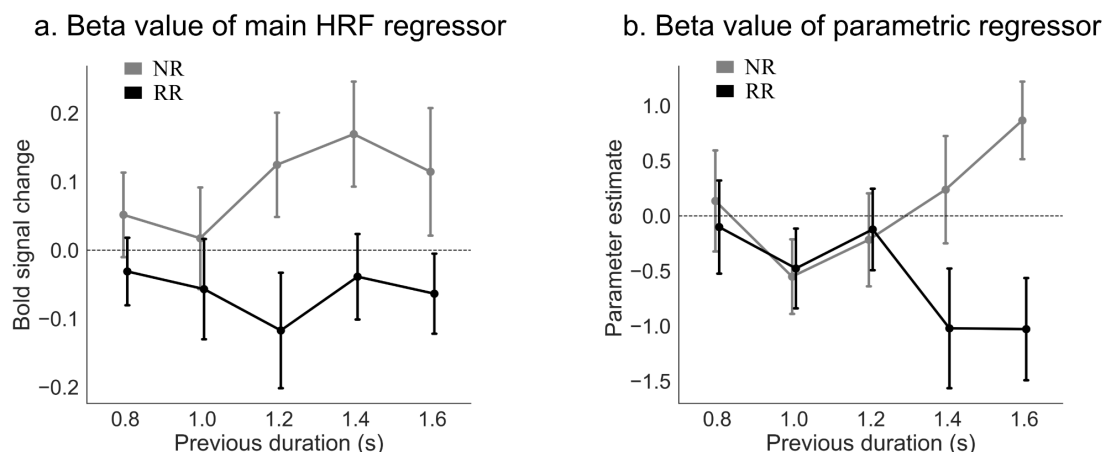 a. Beta value of main HRF regressor
NR
RR
Bold signal change
0.2
0.1
0.0
−0.1
−0.2
0.8 1.0 1.2 1.4 1.6
Previous duration (s)
b. Beta value of parametric regressor
NR
RR
Parameter estimate
1.0
0.5
0.0
−0.5
−1.0
−1.5
0.8 1.0 1.2 1.4 1.6
Previous duration (s)